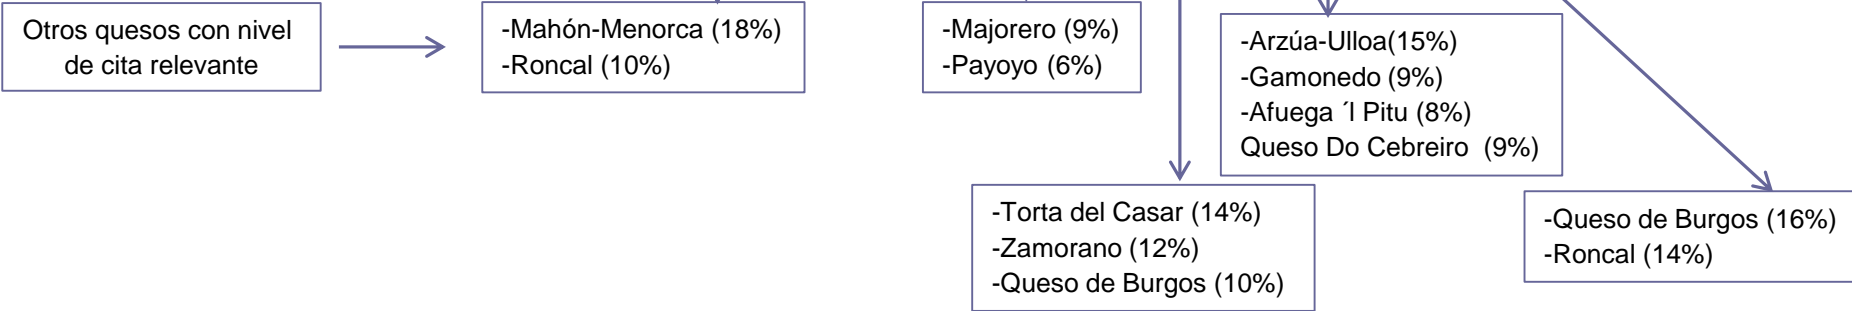 Otros quesos con nivel
de cita relevante
-Mahón-Menorca (18%)
-Roncal (10%)
-Majorero (9%)
-Payoyo (6%)
-Arzúa-Ulloa(15%)
-Gamonedo (9%)
-Afuega ´l Pitu (8%)
Queso Do Cebreiro  (9%)
-Torta del Casar (14%)
-Zamorano (12%)
-Queso de Burgos (10%)
-Queso de Burgos (16%)
-Roncal (14%)